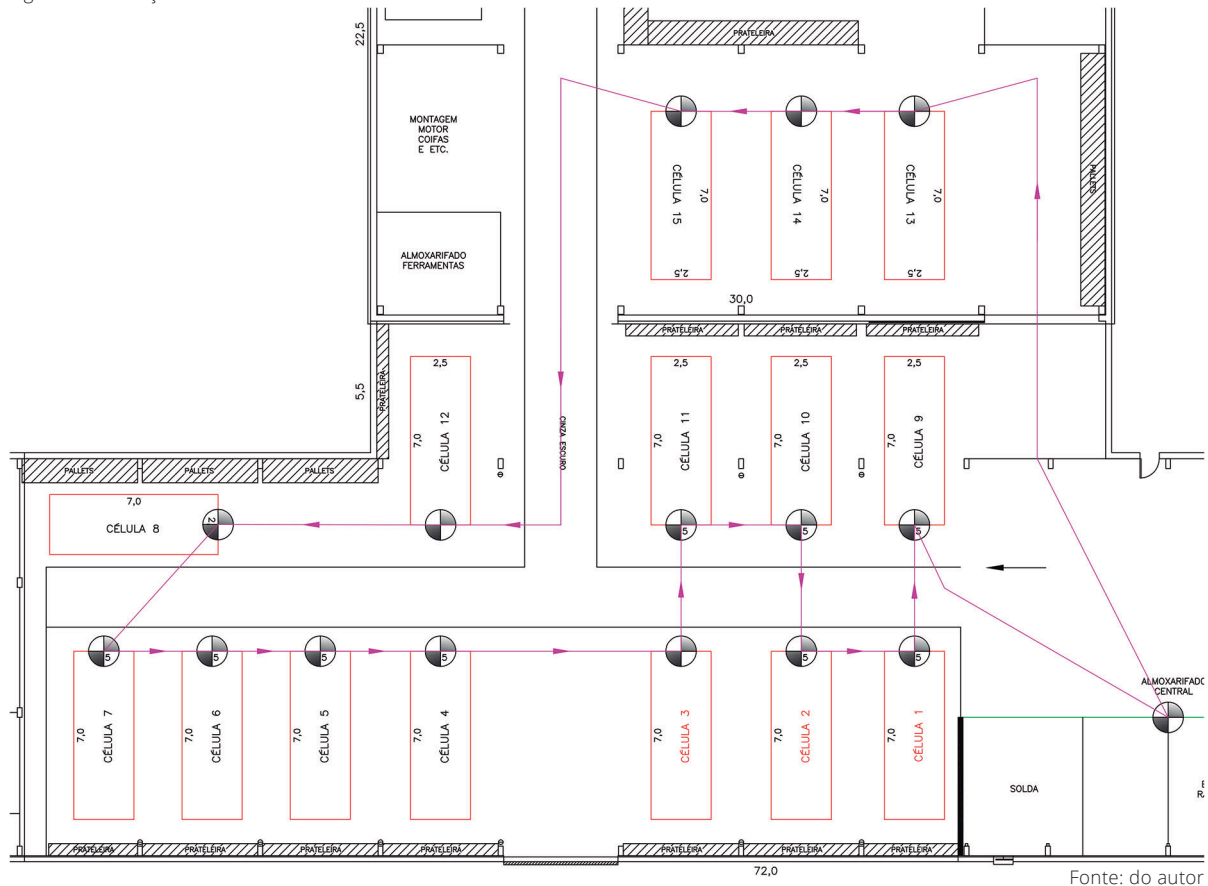 22,5
PRATELEIRA
MONTAGEM
MOTOR
COIFAS
E ETC.
ALMOXARIFADO
FERRAMENTAS
CÉLULA 15
7,0
2,5
CÉLULA 14
7,0
2,5
CÉLULA 13
7,0
2,5
PALLETS
30,0
PRATELEIRA
PRATELEIRA
PRATELEIRA
5,5
PRATELEIRA
2,5
7,0
CÉLULA 12
CINZA ESCURO
2,5
7,0
CÉLULA 11
5
2,5
7,0
CÉLULA 10
5
2,5
7,0
CÉLULA 9
5
PALLETS
PALLETS
PALLETS
7,0
CÉLULA 8
2
5
7,0
CÉLULA 7
5
7,0
CÉLULA 6
5
7,0
CÉLULA 5
5
7,0
CÉLULA 4
5
7,0
CÉLULA 3
5
7,0
CÉLULA 2
5
7,0
CÉLULA 1
ALMOXARIFADO
CENTRAL
SOLDA
PRATELEIRA
PRATELEIRA
PRATELEIRA
PRATELEIRA
PRATELEIRA
PRATELEIRA
PRATELEIRA
72,0
Fonte: do autor